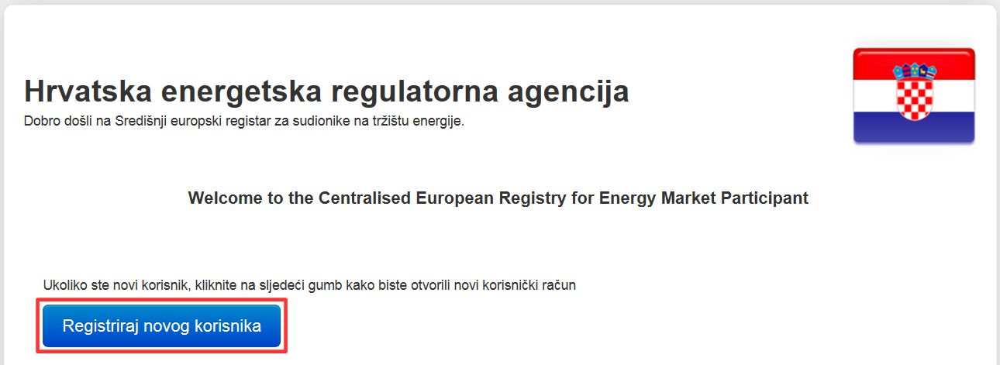 Hrvatska energetska regulatorna agencija
Dobro došli na Središnji europski registar za sudionike na tržištu energije.
Welcome to the Centralised European Registry for Energy Market Participant
Ukoliko ste novi korisnik, kliknite na sljedeći gumb kako biste otvorili novi korisnički račun
Registriraj novog korisnika